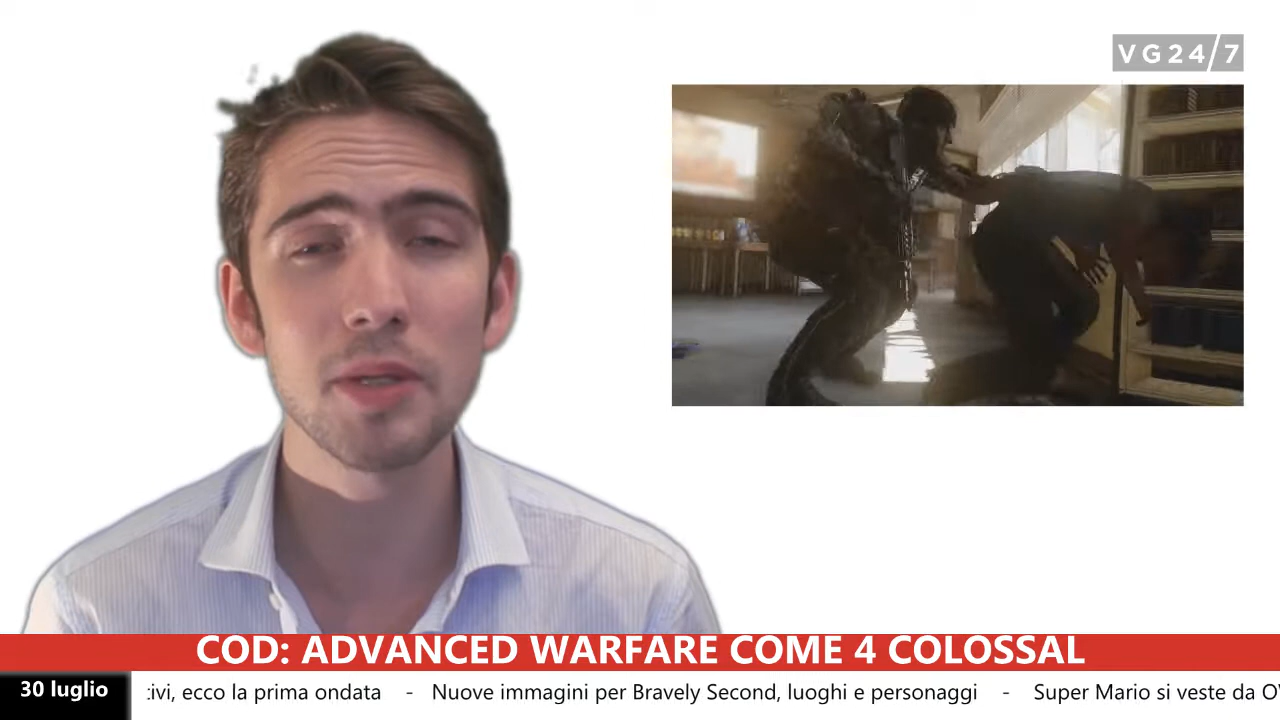 VG24/7
COD: ADVANCED WARFARE COME 4 COLOSSAL
30 luglio
ecco la prima ondata - Nuove immagini per Bravely Second, luoghi e personaggi - Super Mario si veste da